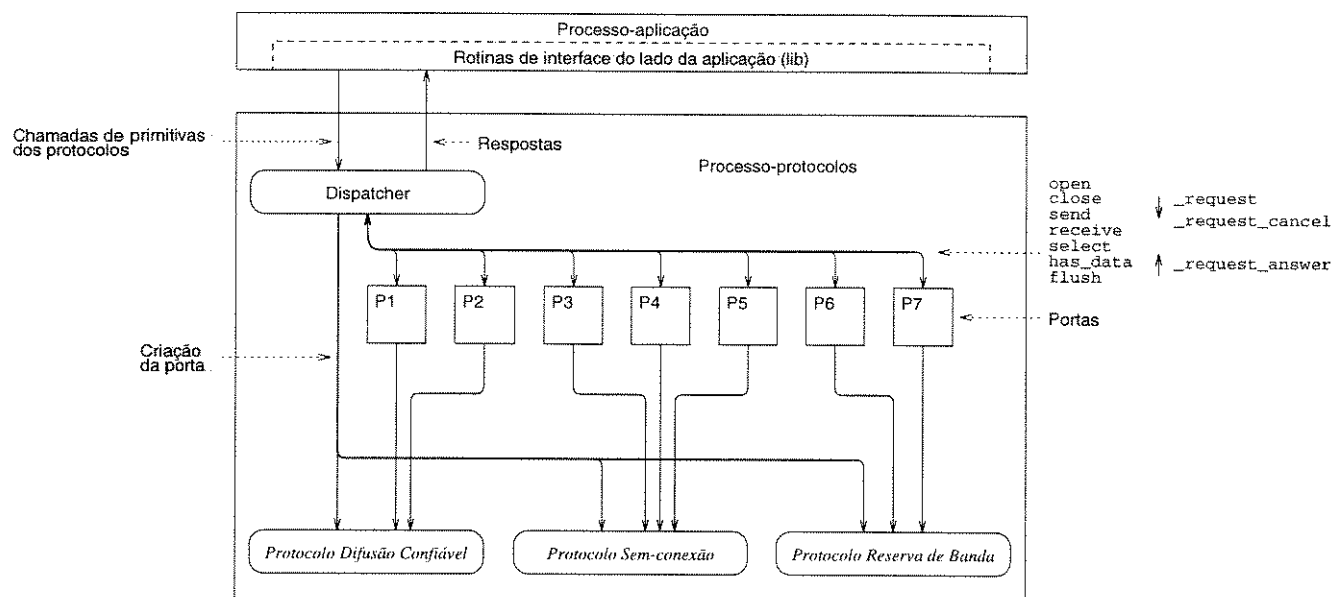 Processo-aplicação
Rotinas de interface do lado da aplicação (lib)
Chamadas de primitivas
dos protocolos
Respostas
Processo-protocolos
Dispatcher
open
close
send
receive
select
has_data
flush
_request
_request_cancel
_request_answer
P1
P2
P3
P4
P5
P6
P7
Portas
Criação
da porta
Protocolo Difusão Confiável
Protocolo Sem-conexão
Protocolo Reserva de Banda